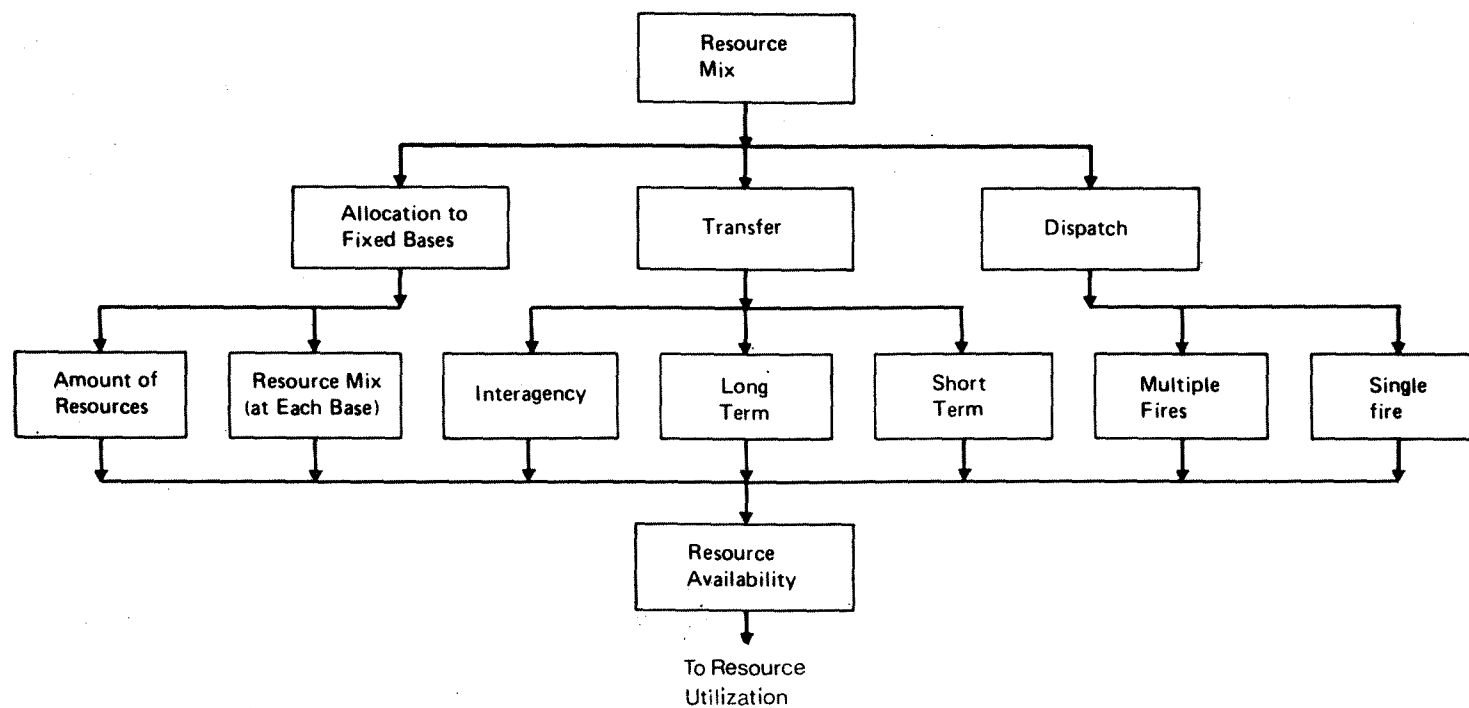 Resource
Mix
Allocation to
Fixed Bases
Transfer
Dispatch
Amount of
Resources
Resource Mix
(at Each Base)
Interagency
Long
Term
Short
Term
Multiple
Fires
Single
fire
Resource
Availability
To Resource
Utilization